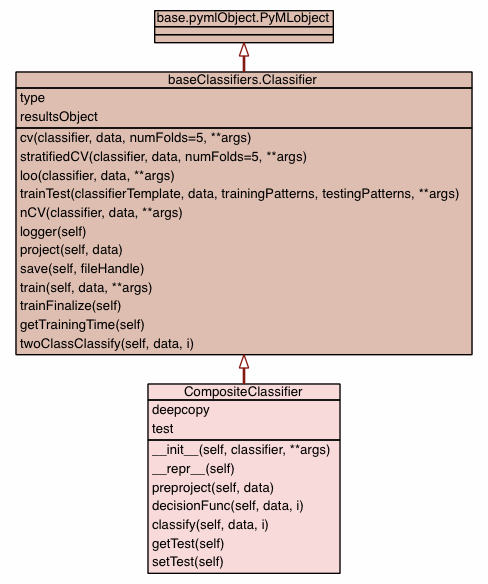 base.pymlObject.PyMLobject
baseClassifiers.Classifier
type
resultsObject
cv(classifier, data, numFolds=5, **args)
stratifiedCV(classifier, data, numFolds=5, **args)
loo(classifier, data, **args)
trainTest(classifierTemplate, data, trainingPatterns, testingPatterns, **args)
nCV(classifier, data, **args)
logger(self)
project(self, data)
save(self, fileHandle)
train(self, data, **args)
trainFinalize(self)
getTrainingTime(self)
twoClassClassify(self, data, i)
CompositeClassifier
deepcopy
test
__init__(self, classifier, **args)
__repr__(self)
preproject(self, data)
decisionFunc(self, data, i)
classify(self, data, i)
getTest(self)
setTest(self)